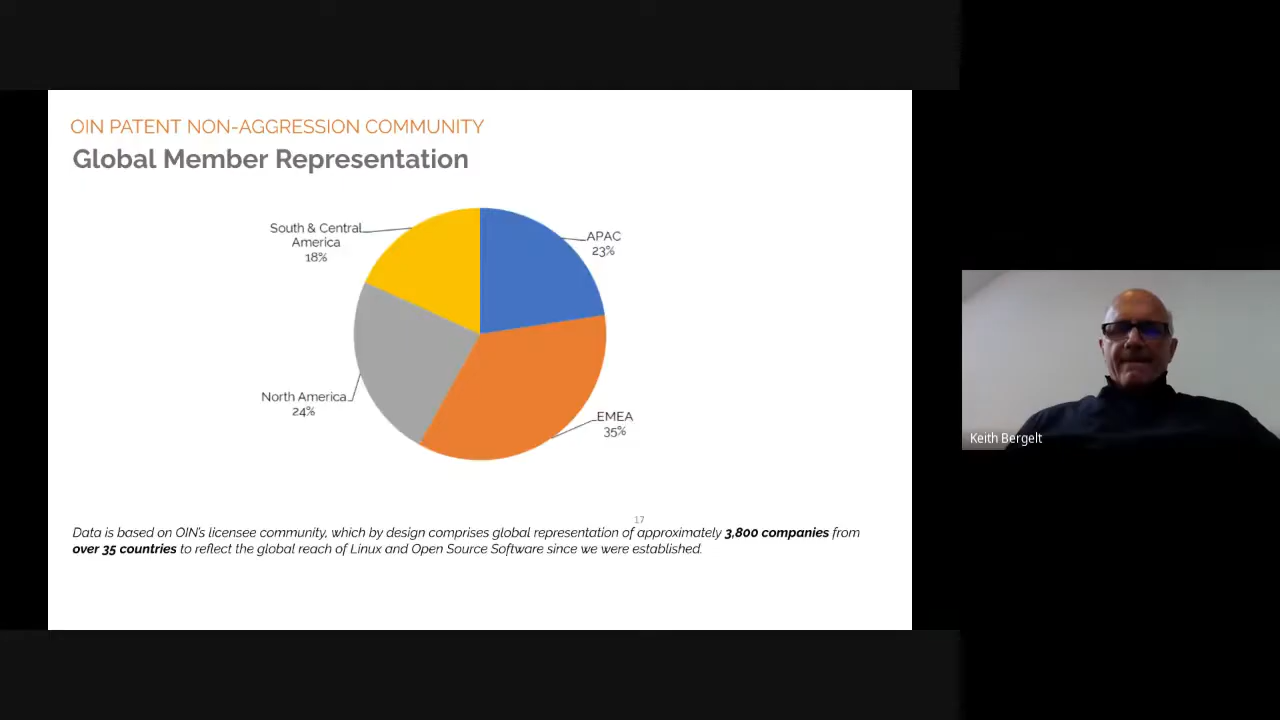 OIN PATENT NON-AGGRESSION COMMUNITY
Global Member Representation
South & Central
America
18%
APAC
23%
North America
24%
EMEA
35%
17
Data is based on OIN's licensee community, which by design comprises global representation of approximately 3,800 companies from
over 35 countries to reflect the global reach of Linux and Open Source Software since we were established.
Keith Bergelt